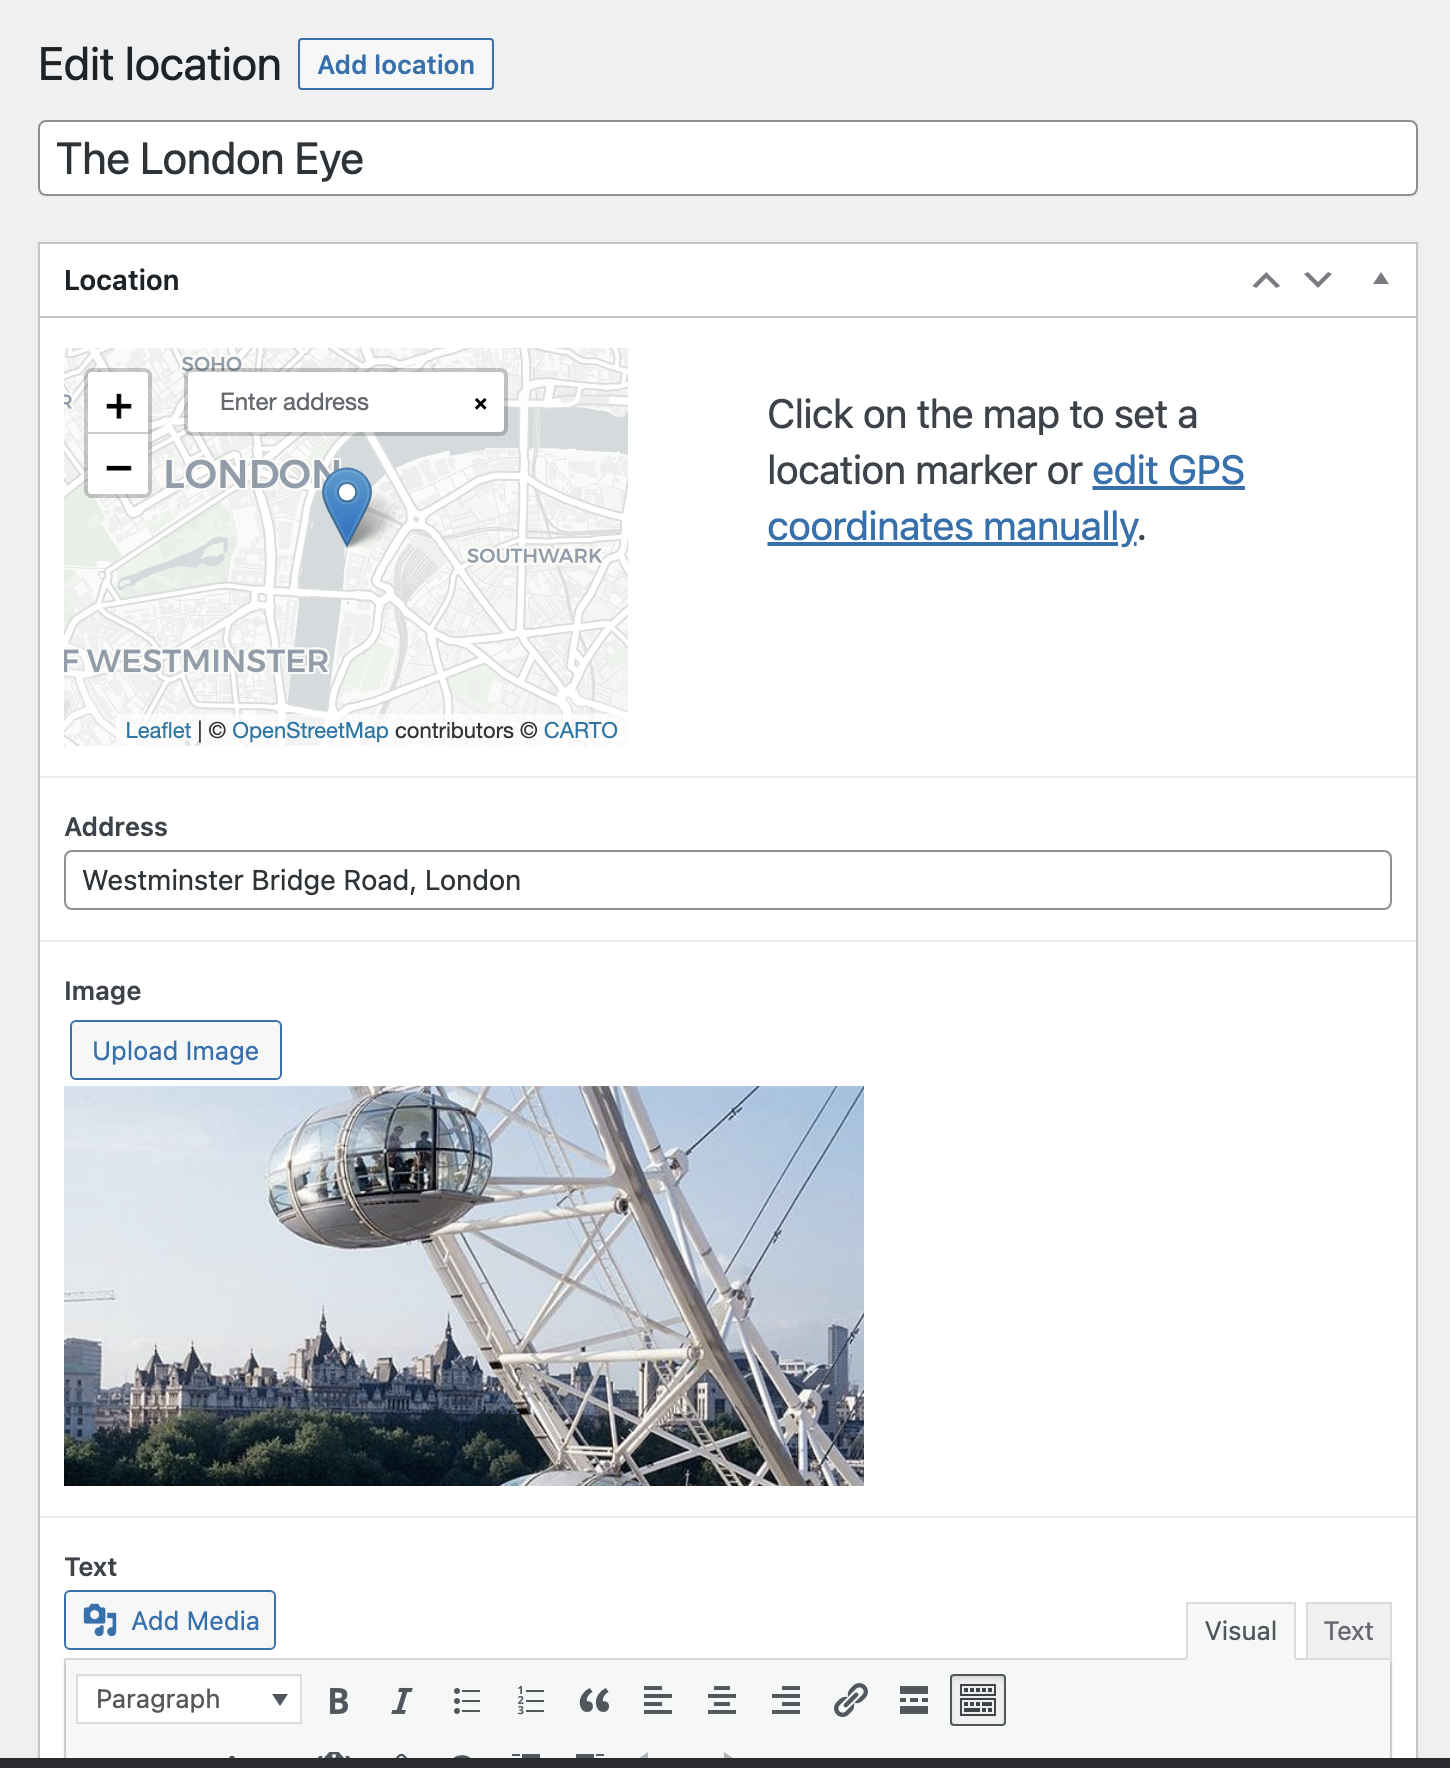 Edit location
Add location
The London Eye
Location
SOHO
Enter address
LONDON
SOUTHWARK
F WESTMINSTER
Leaflet | © OpenStreetMap contributors © CARTO
Click on the map to set a
location marker or edit GPS
coordinates manually.
Address
Westminster Bridge Road, London
Image
Upload Image
Text
Add Media
Visual
Text
Paragraph